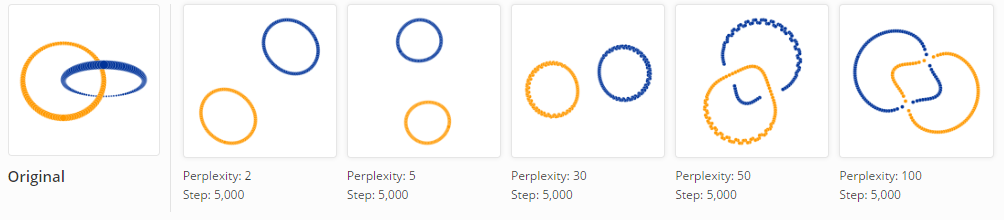 Original
Perplexity: 2
Step: 5,000
Perplexity: 5
Step: 5,000
Perplexity: 30
Step: 5,000
Perplexity: 50
Step: 5,000
Perplexity: 100
Step: 5,000